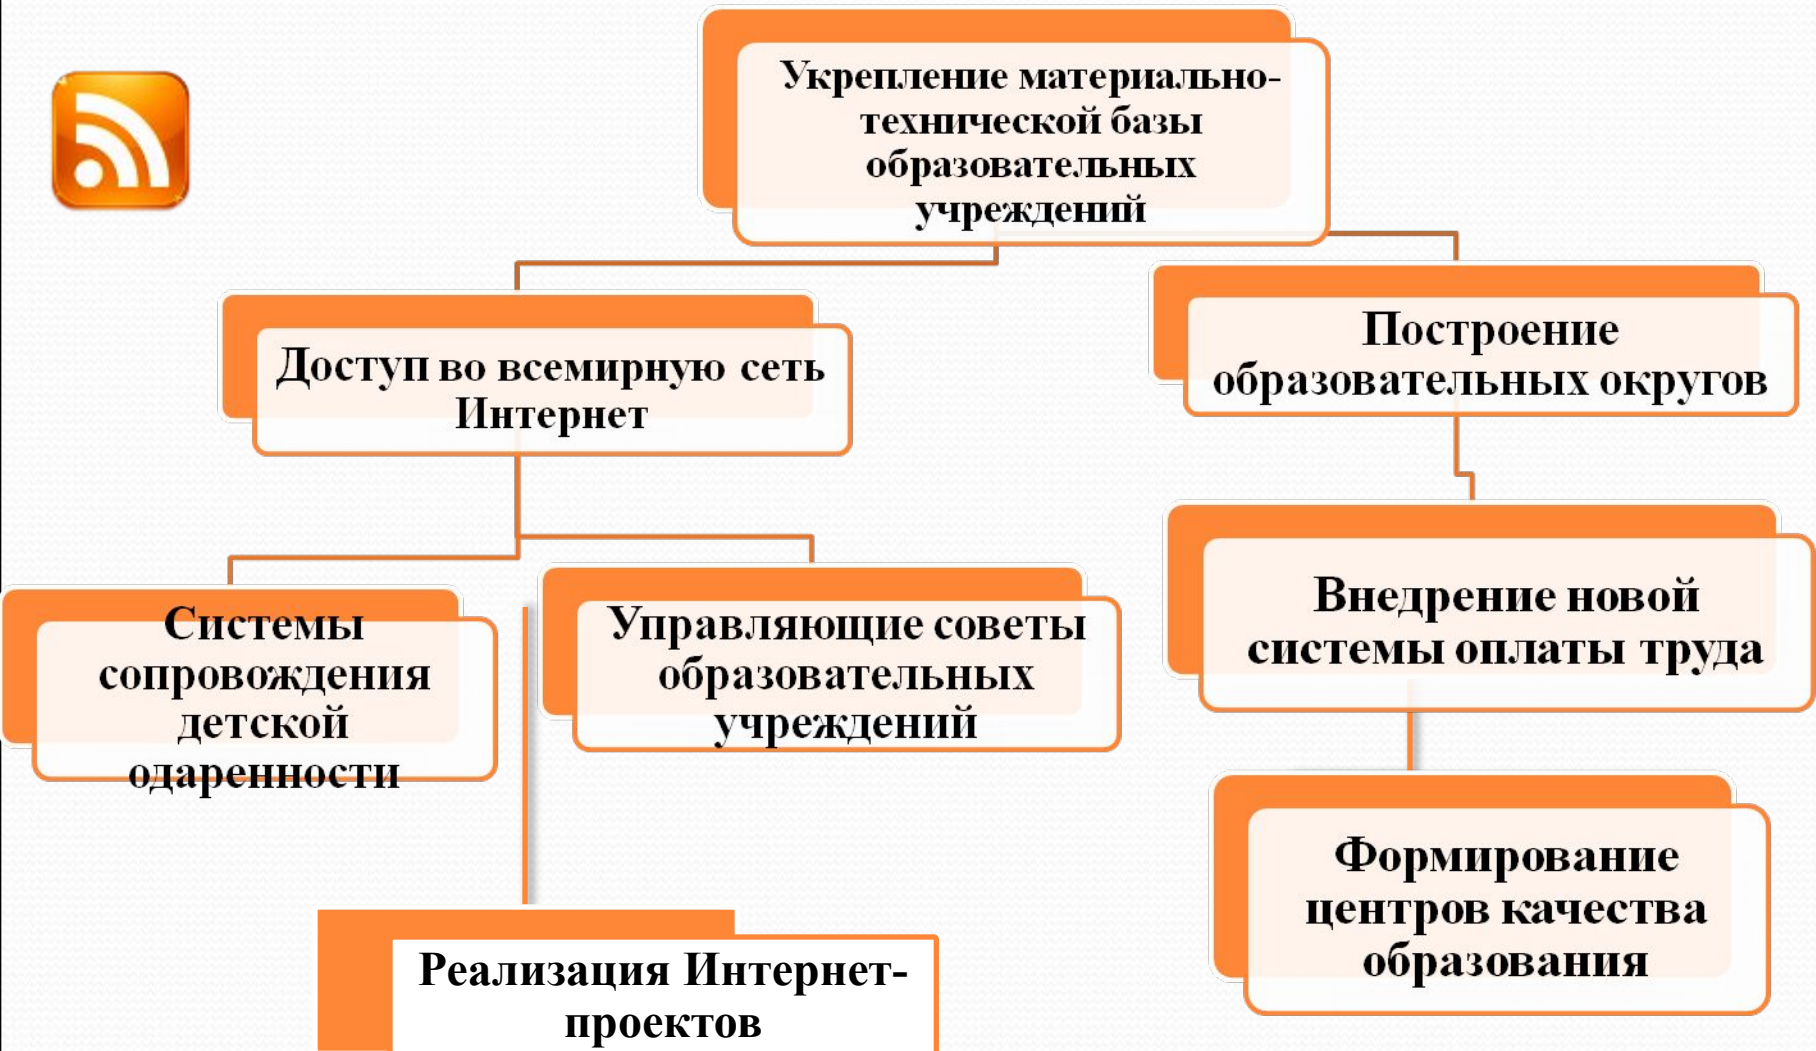 Укрепление материально-
технической базы
образовательных
учреждений
Доступ во всемирную сеть
Интернет
Построение
образовательных округов
Системы
сопровождения
детской
одаренности
Управляющие советы
образовательных
учреждений
Внедрение новой
системы оплаты труда
Реализация Интернет-
проектов
Формирование
центров качества
образования